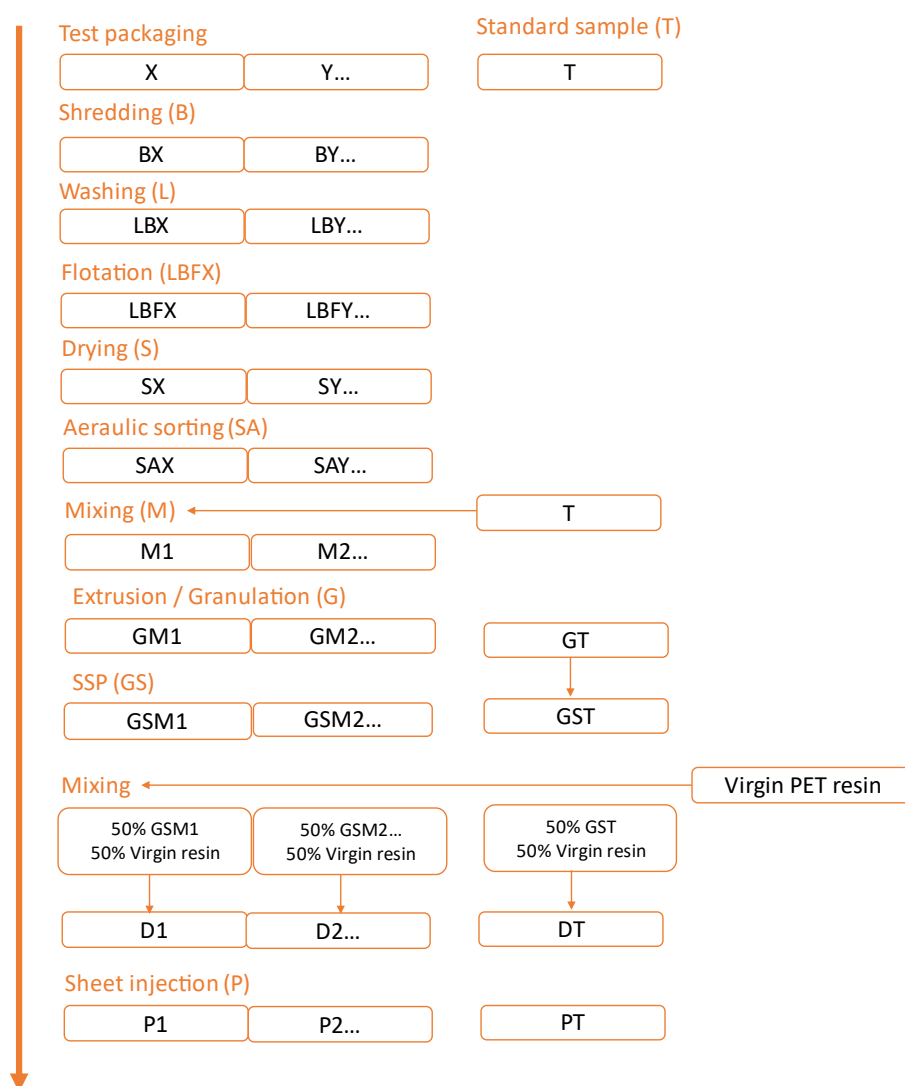 Test packaging
Standard sample (T)
X
Y...
T
Shredding (B)
BX
BY...
Washing (L)
LBX
LBY...
Flotation (LBFX)
LBFX
LBFY...
Drying (S)
SX
SY...
Aeraulic sorting (SA)
SAX
SAY...
Mixing (M)
T
M1
M2...
Extrusion / Granulation (G)
GM1
GM2...
GT
SSP (GS)
GSM1
GSM2...
GST
Mixing
Virgin PET resin
50% GSM1
50% Virgin resin
50% GSM2...
50% Virgin resin
50% GST
50% Virgin resin
D1
D2...
DT
Sheet injection (P)
P1
P2...
PT